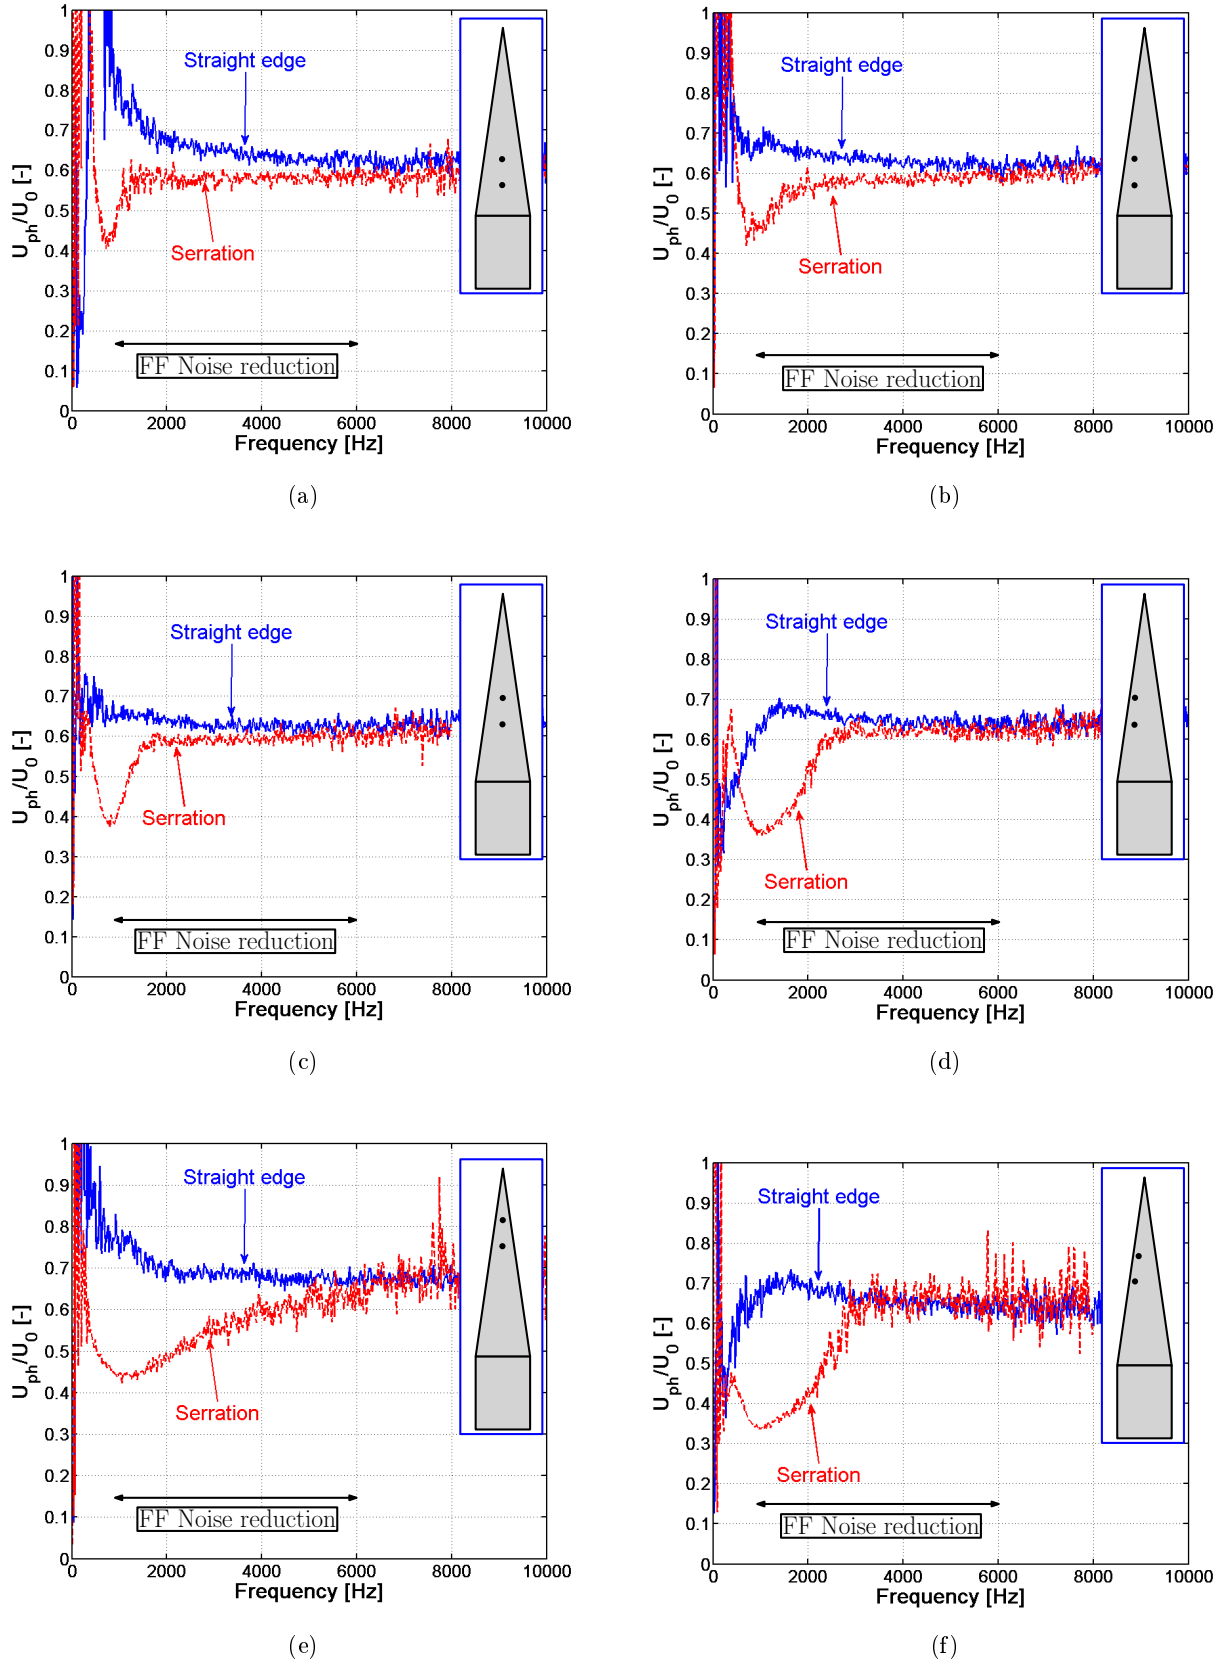 1
0.9
0.8
0.7
0.6
0.5
0.4
0.3
0.2
0.1
0
U_ph/U_0 [-]
Straight edge
Serration
FF Noise reduction
0 2000 4000 6000 8000 10000
Frequency [Hz]
(a)
1
0.9
0.8
0.7
0.6
0.5
0.4
0.3
0.2
0.1
0
U_ph/U_0 [-]
Straight edge
Serration
FF Noise reduction
0 2000 4000 6000 8000 10000
Frequency [Hz]
(b)
1
0.9
0.8
0.7
0.6
0.5
0.4
0.3
0.2
0.1
0
U_ph/U_0 [-]
Straight edge
Serration
FF Noise reduction
0 2000 4000 6000 8000 10000
Frequency [Hz]
(c)
1
0.9
0.8
0.7
0.6
0.5
0.4
0.3
0.2
0.1
0
U_ph/U_0 [-]
Straight edge
Serration
FF Noise reduction
0 2000 4000 6000 8000 10000
Frequency [Hz]
(d)
1
0.9
0.8
0.7
0.6
0.5
0.4
0.3
0.2
0.1
0
U_ph/U_0 [-]
Straight edge
Serration
FF Noise reduction
0 2000 4000 6000 8000 10000
Frequency [Hz]
(e)
1
0.9
0.8
0.7
0.6
0.5
0.4
0.3
0.2
0.1
0
U_ph/U_0 [-]
Straight edge
Serration
FF Noise reduction
0 2000 4000 6000 8000 10000
Frequency [Hz]
(f)